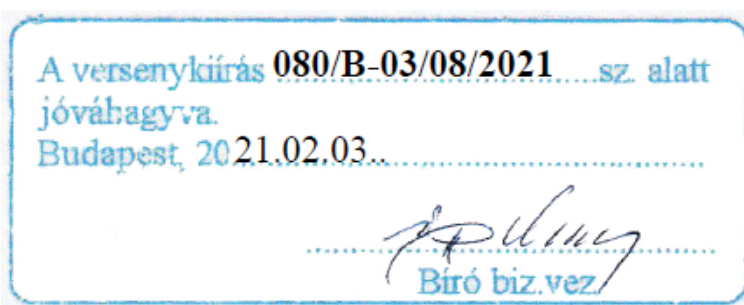 A versenykiírás 080/B-03/08/2021.....sz. alatt
jóváhagyva.
Budapest, 2021.02.03..
Bíró biz.vez.